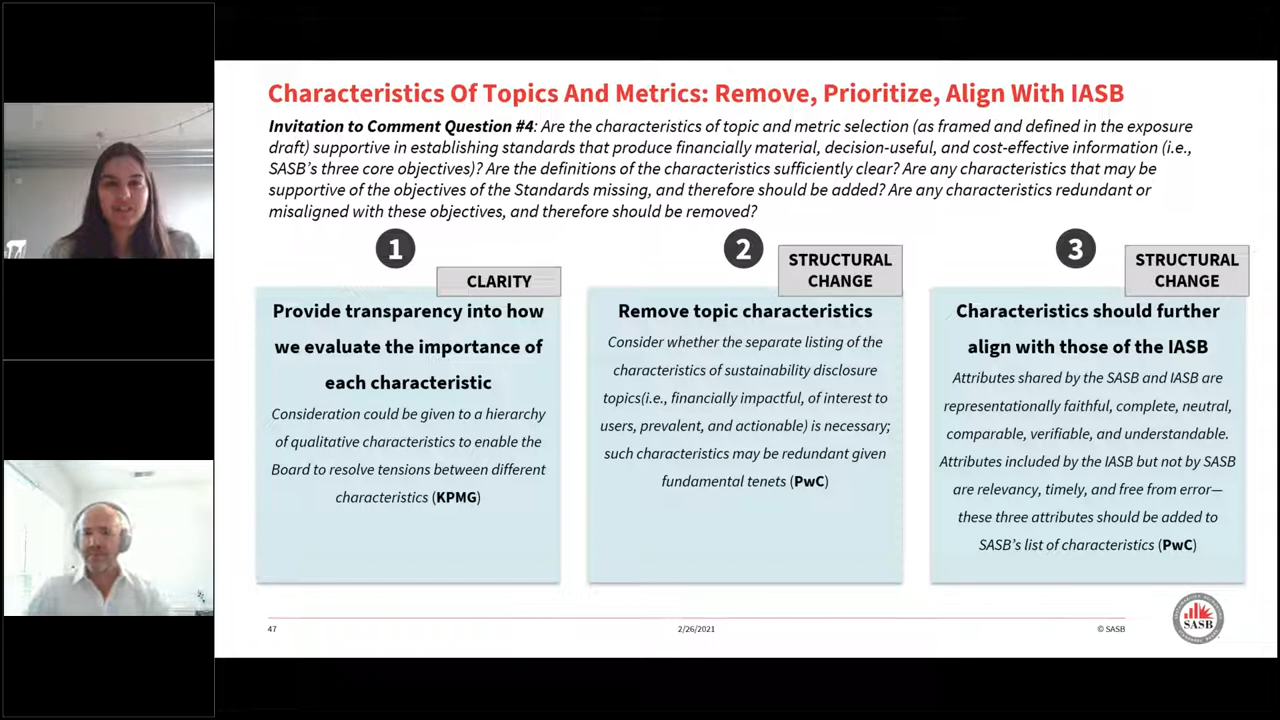 Characteristics Of Topics And Metrics: Remove, Prioritize, Align With IASB
Invitation to Comment Question #4: Are the characteristics of topic and metric selection (as framed and defined in the exposure
draft) supportive in establishing standards that produce financially material, decision-useful, and cost-effective information (i.e.,
SASB's three core objectives)? Are the definitions of the characteristics sufficiently clear? Are any characteristics that may be
supportive of the objectives of the Standards missing, and therefore should be added? Are any characteristics redundant or
misaligned with these objectives, and therefore should be removed?
1
CLARITY
Provide transparency into how
we evaluate the importance of
each characteristic
Consideration could be given to a hierarchy
of qualitative characteristics to enable the
Board to resolve tensions between different
characteristics (KPMG)
2
STRUCTURAL
CHANGE
Remove topic characteristics
Consider whether the separate listing of the
characteristics of sustainability disclosure
topics(i.e., financially impactful, of interest to
users, prevalent, and actionable) is necessary;
such characteristics may be redundant given
fundamental tenets (PwC)
3
STRUCTURAL
CHANGE
Characteristics should further
align with those of the IASB
Attributes shared by the SASB and IASB are
representationally faithful, complete, neutral,
comparable, verifiable, and understandable.
Attributes included by the IASB but not by SASB
are relevancy, timely, and free from error—
these three attributes should be added to
SASB's list of characteristics (PwC)
47
2/26/2021
© SASB
SASB